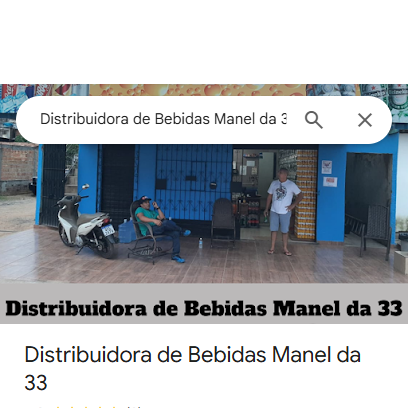 Distribuidora de Bebidas Manel da 3
Distribuidora de Bebidas Manel da 33
Distribuidora de Bebidas Manel da
33